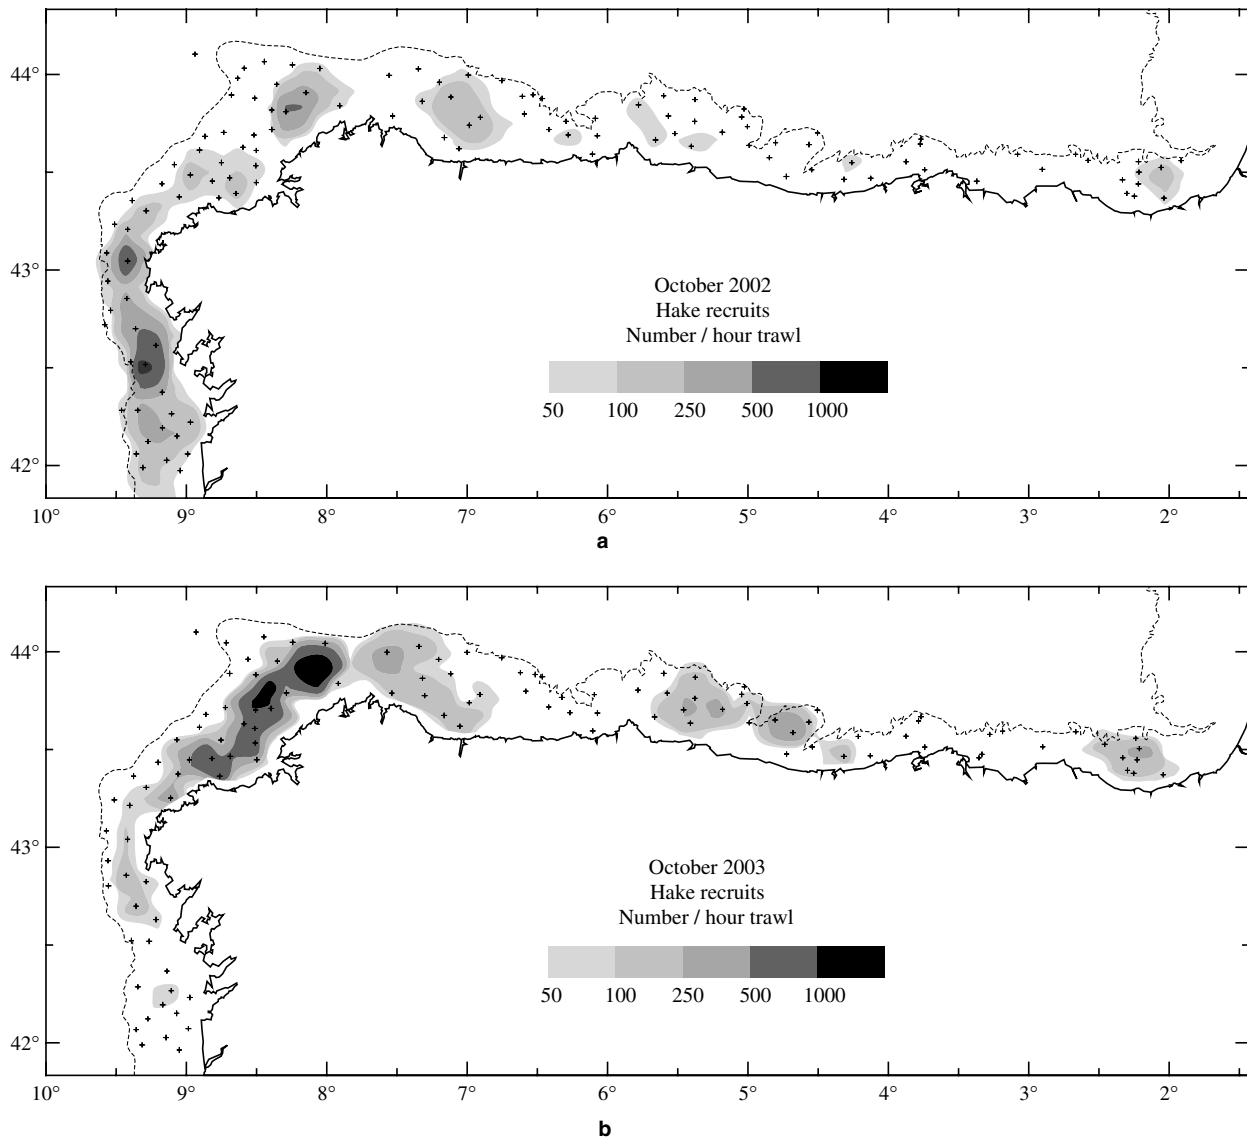 44°
43°
42°
October 2002
Hake recruits
Number / hour trawl
50 100 250 500 1000
10° 9° 8° 7° 6° 5° 4° 3° 2°
a
44°
43°
42°
October 2003
Hake recruits
Number / hour trawl
50 100 250 500 1000
10° 9° 8° 7° 6° 5° 4° 3° 2°
b